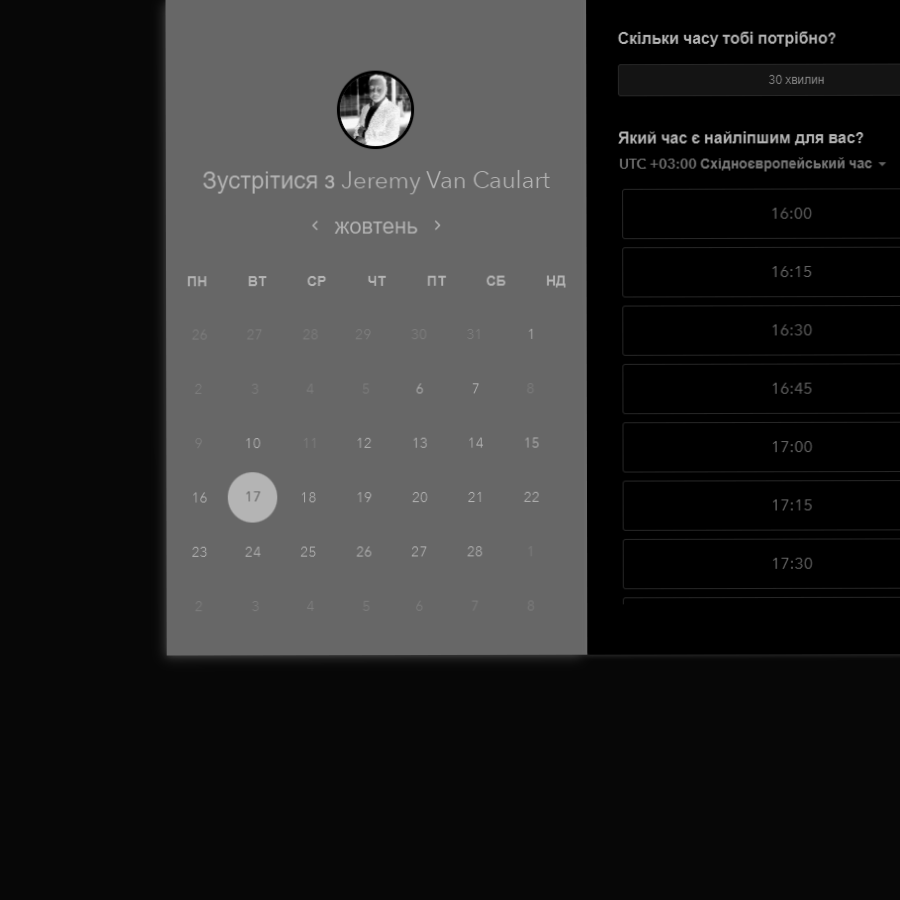 Зустрітися з Jeremy Van Caulart
жовтень
ПН ВТ СР ЧТ ПТ СБ НД
26 27 28 29 30 31 1
2 3 4 5 6 7 8
9 10 11 12 13 14 15
16 17 18 19 20 21 22
23 24 25 26 27 28 1
2 3 4 5 6 7 8
Скільки часу тобі потрібно?
30 хвилин
Який час є найліпшим для вас?
UTC +03:00 Східноєвропейський час
16:00
16:15
16:30
16:45
17:00
17:15
17:30